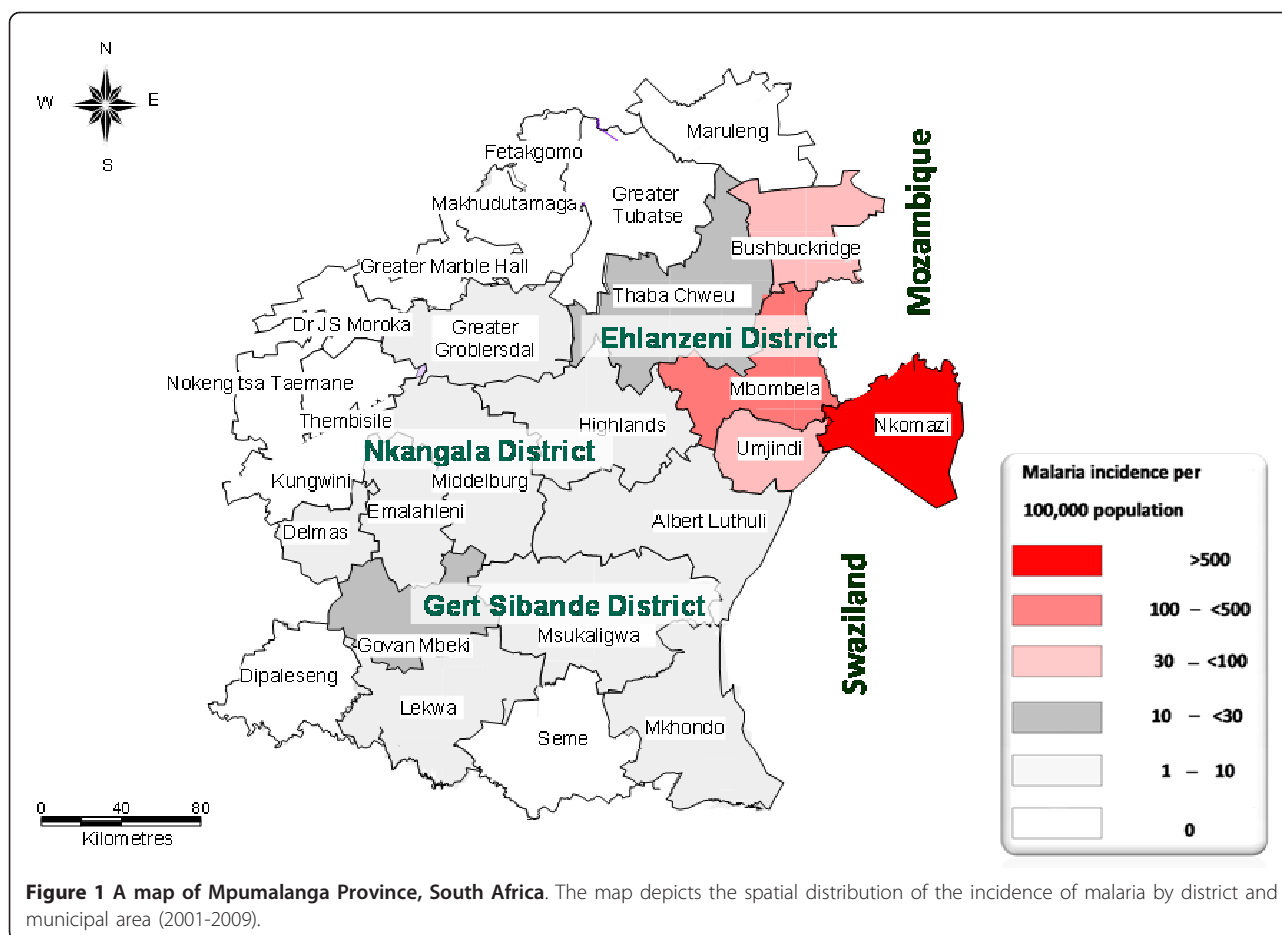 N
W E
S
Maruleng
Fetakgomo
Makhudutamaga
Greater
Tubatse
Mozambique
Bushbuckridge
Greater Marble Hall
Thaba Chweu
Dr JS Moroka
Greater
Groblersdal
Ehlanzeni District
Nokeng tsa Taemane
Mbombela
Thembisile
Highlands
Nkomazi
Nkangala District
Umjindi
Kungwini
Middelburg
Emalahleni
Albert Luthuli
Delmas
Gert Sibande District
Msukaligwa
Govan Mbeki
Swaziland
Dipaleseng
Lekwa
Seme
Mkhondo
Malaria incidence per
100,000 population
>500
100 – <500
30 – <100
10 – <30
1 – 10
0
0 40 80
Kilometres
Figure 1 A map of Mpumalanga Province, South Africa. The map depicts the spatial distribution of the incidence of malaria by district and
municipal area (2001-2009).